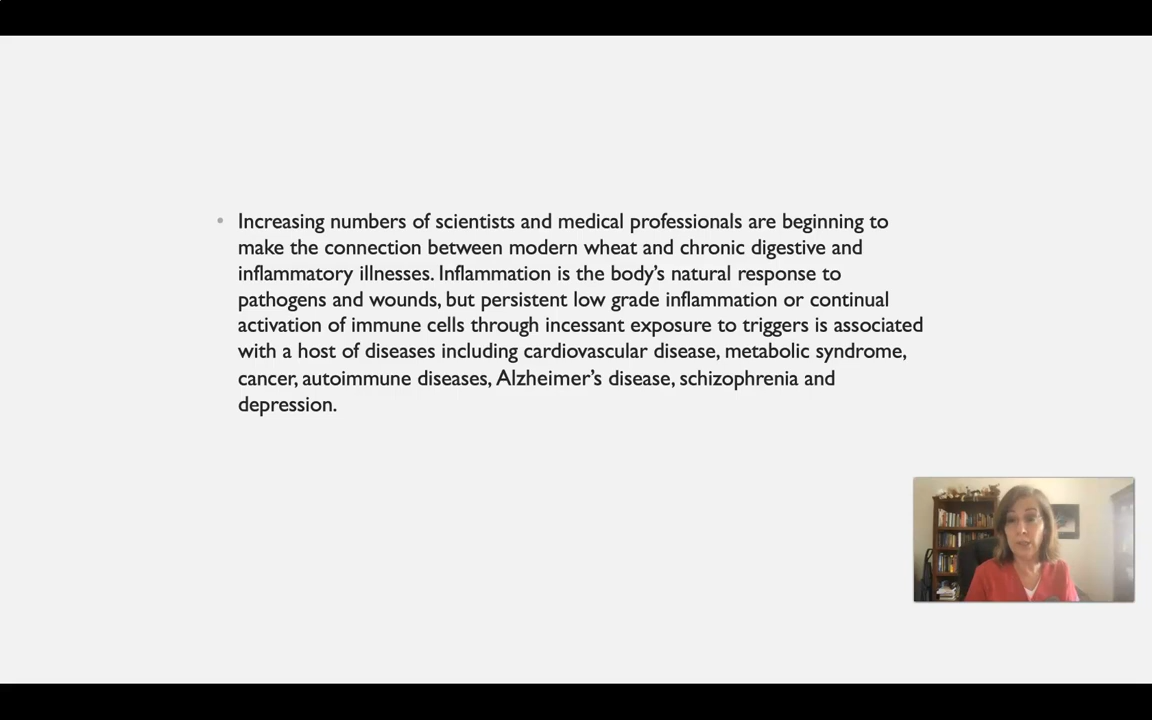 • Increasing numbers of scientists and medical professionals are beginning to
make the connection between modern wheat and chronic digestive and
inflammatory illnesses. Inflammation is the body’s natural response to
pathogens and wounds, but persistent low grade inflammation or continual
activation of immune cells through incessant exposure to triggers is associated
with a host of diseases including cardiovascular disease, metabolic syndrome,
cancer, autoimmune diseases, Alzheimer’s disease, schizophrenia and
depression.